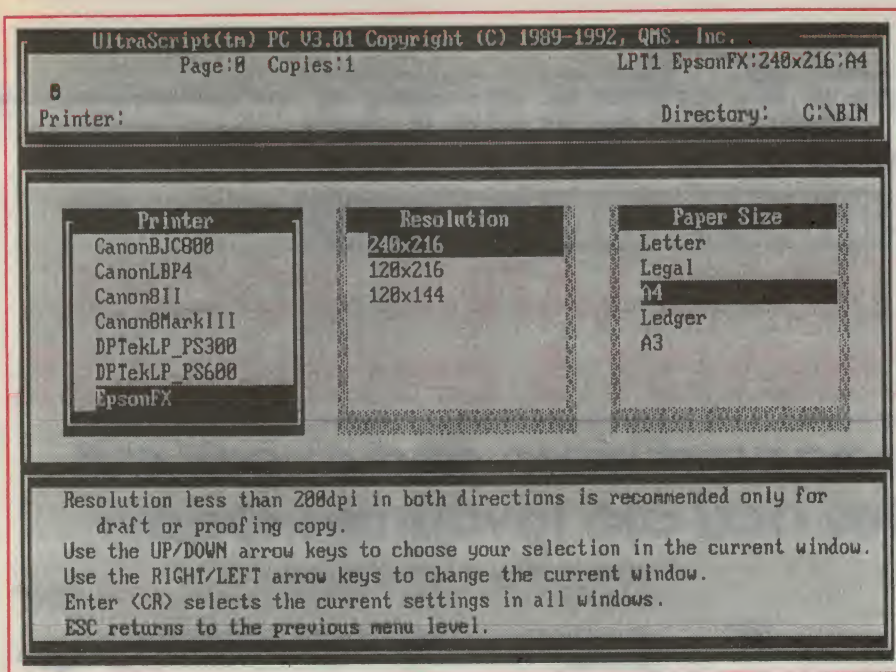 UltraScript(tm) PC V3.01 Copyright (C) 1989-1992, QMS. Inc.
Page:0 Copies:1 LPT1 EpsonFX:240x216:A4
0
Printer: Directory: C:\BIN
Printer
CanonBJC800
CanonLBP4
Canon8II
Canon8MarkIII
DPTekLP_PS300
DPTekLP_PS600
EpsonFX
Resolution
240x216
120x216
120x144
Paper Size
Letter
Legal
A4
Ledger
A3
Resolution less than 200dpi in both directions is recommended only for
draft or proofing copy.
Use the UP/DOWN arrow keys to choose your selection in the current window.
Use the RIGHT/LEFT arrow keys to change the current window.
Enter <CR> selects the current settings in all windows.
ESC returns to the previous menu level.